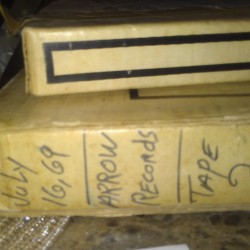 JULY
16,69
ARROW
RECORDS
TAPE
2